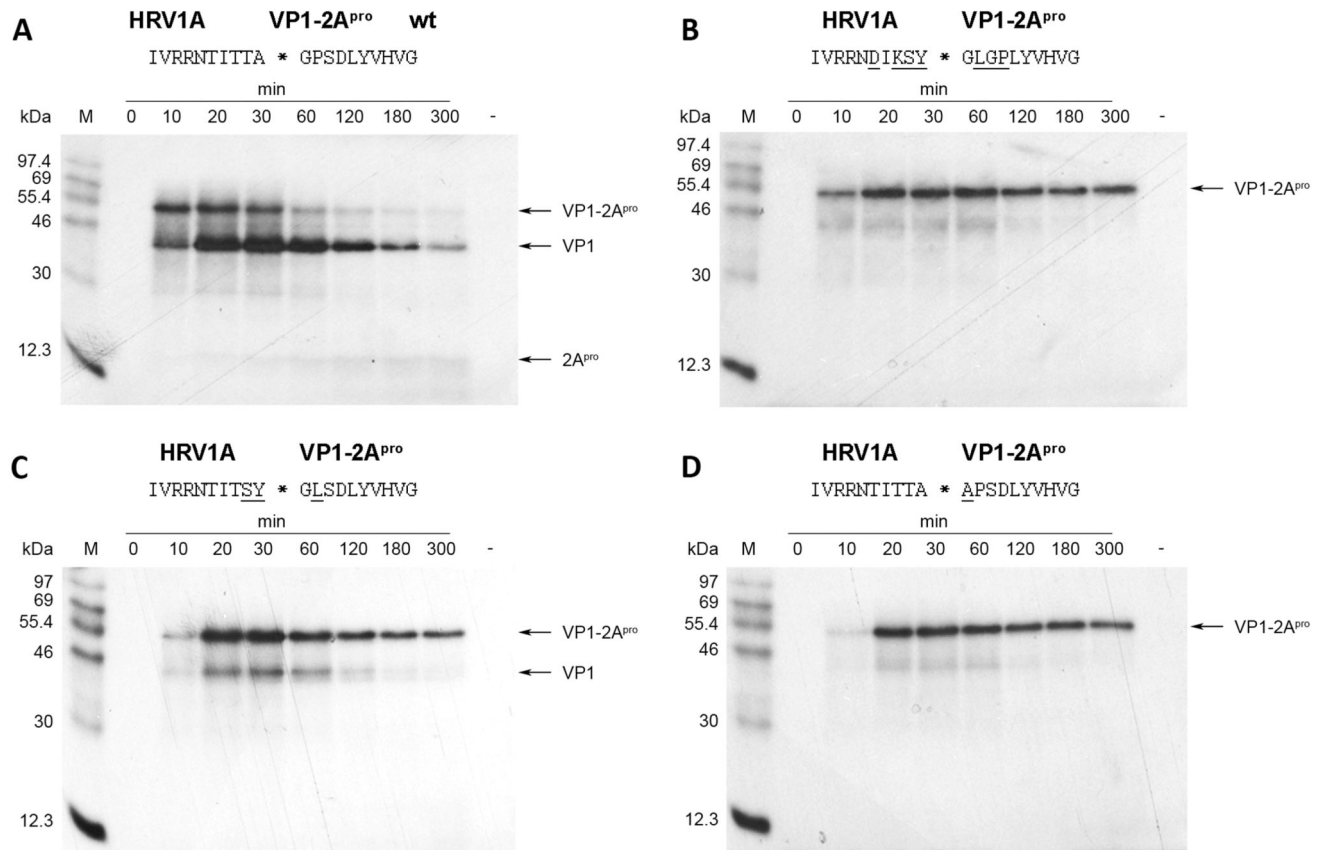 A HRV1A VP1-2Apro wt
IVRRNTITTA * GPSDLYVHVG
min
kDa M 0 10 20 30 60 120 180 300 -
97.4
69
55.4
46
30
12.3
VP1-2Apro
VP1
2Apro
B HRV1A VP1-2Apro
IVRRNDIKSY * GLGPLYVHVG
min
kDa M 0 10 20 30 60 120 180 300 -
97.4
69
55.4
46
30
12.3
VP1-2Apro
C HRV1A VP1-2Apro
IVRRNTITSY * GLSDLYVHVG
min
kDa M 0 10 20 30 60 120 180 300 -
97
69
55.4
46
30
12.3
VP1-2Apro
VP1
D HRV1A VP1-2Apro
IVRRNTITTA * APSDLYVHVG
min
kDa M 0 10 20 30 60 120 180 300 -
97
69
55.4
46
30
12.3
VP1-2Apro